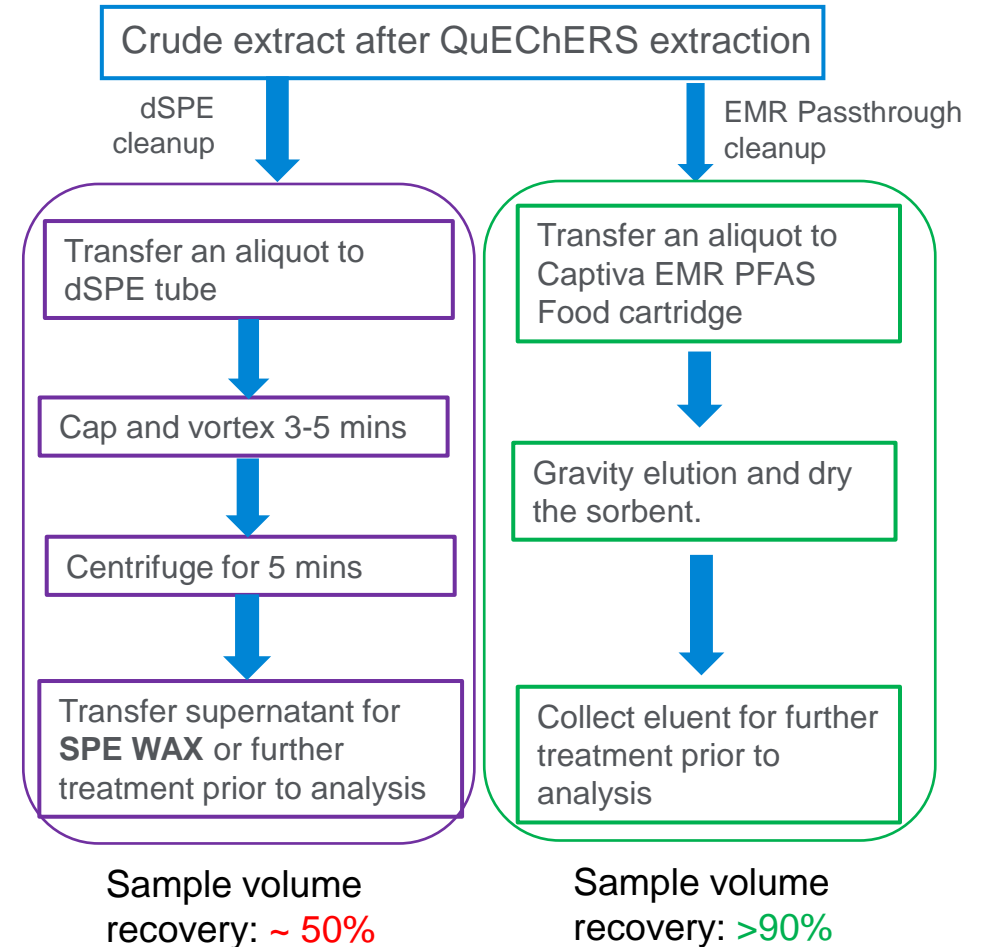 Crude extract after QuEChERS extraction
dSPE
cleanup
EMR Passthrough
cleanup
Transfer an aliquot to
dSPE tube
Cap and vortex 3-5 mins
Centrifuge for 5 mins
Transfer supernatant for
SPE WAX or further
treatment prior to analysis
Sample volume
recovery: ~ 50%
Transfer an aliquot to
Captiva EMR PFAS
Food cartridge
Gravity elution and dry
the sorbent.
Collect eluent for further
treatment prior to
analysis
Sample volume
recovery: >90%